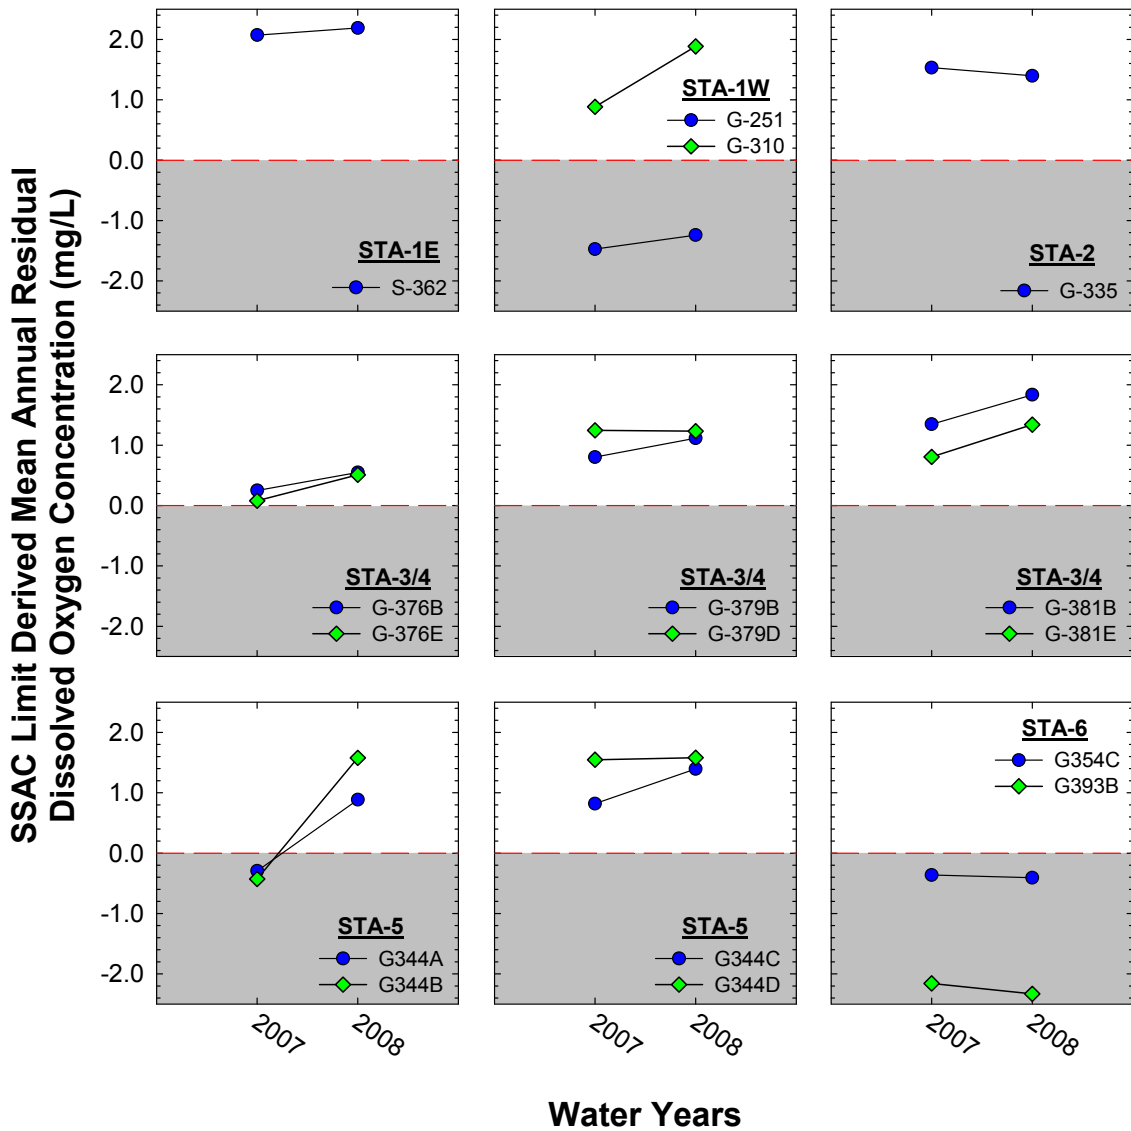 SSAC Limit Derived Mean Annual Residual
Dissolved Oxygen Concentration (mg/L)
2.0
1.0
0.0
-1.0
-2.0
STA-1E
S-362
STA-1W
G-251
G-310
STA-2
G-335
2.0
1.0
0.0
-1.0
-2.0
STA-3/4
G-376B
G-376E
STA-3/4
G-379B
G-379D
STA-3/4
G-381B
G-381E
2.0
1.0
0.0
-1.0
-2.0
STA-5
G344A
G344B
STA-5
G344C
G344D
STA-6
G354C
G393B
2007
2008
2007
2008
2007
2008
Water Years